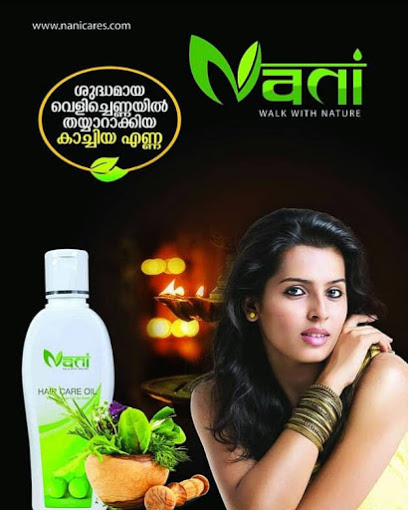 www.nanicares.com
Nani
WALK WITH NATURE
ശുദ്ധമായ
വെളിച്ചെണ്ണയിൽ
തയ്യാറാക്കിയ
കാച്ചിയ എണ്ണ
Nani
HAIR CARE OIL